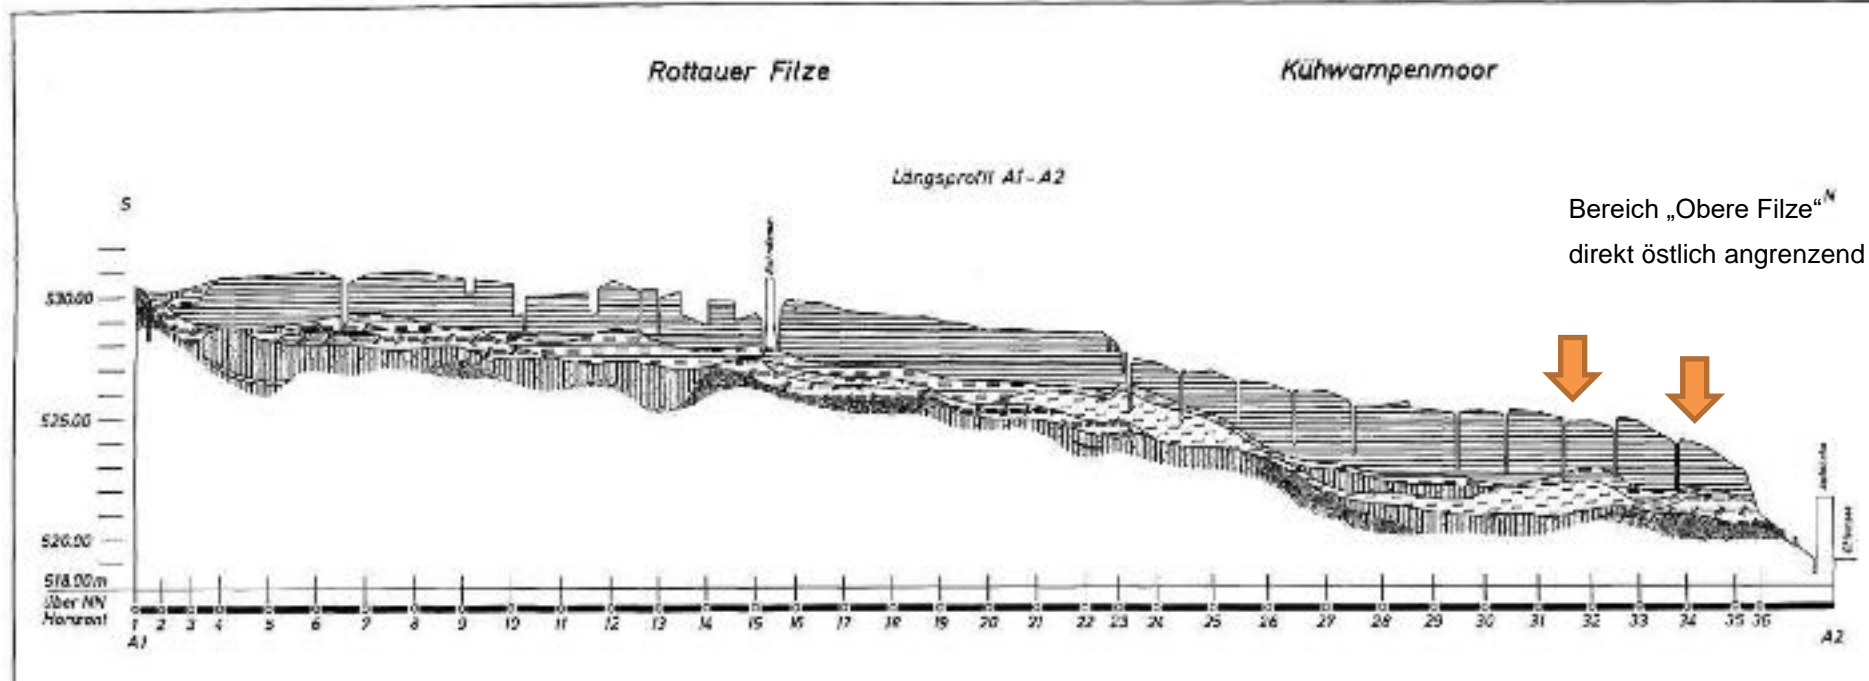 Rottauer Filze
Kühwampenmoor
Längsprofil A1-A2
S
N
Bereich „Obere Filze“
direkt östlich angrenzend
530.00
525.00
520.00
518.00m
über NN
Horizont
1 2 3 4 5 6 7 8 9 10 11 12 13 14 15 16 17 18 19 20 21 22 23 24 25 26 27 28 29 30 31 32 33 34 35 36
A1
A2